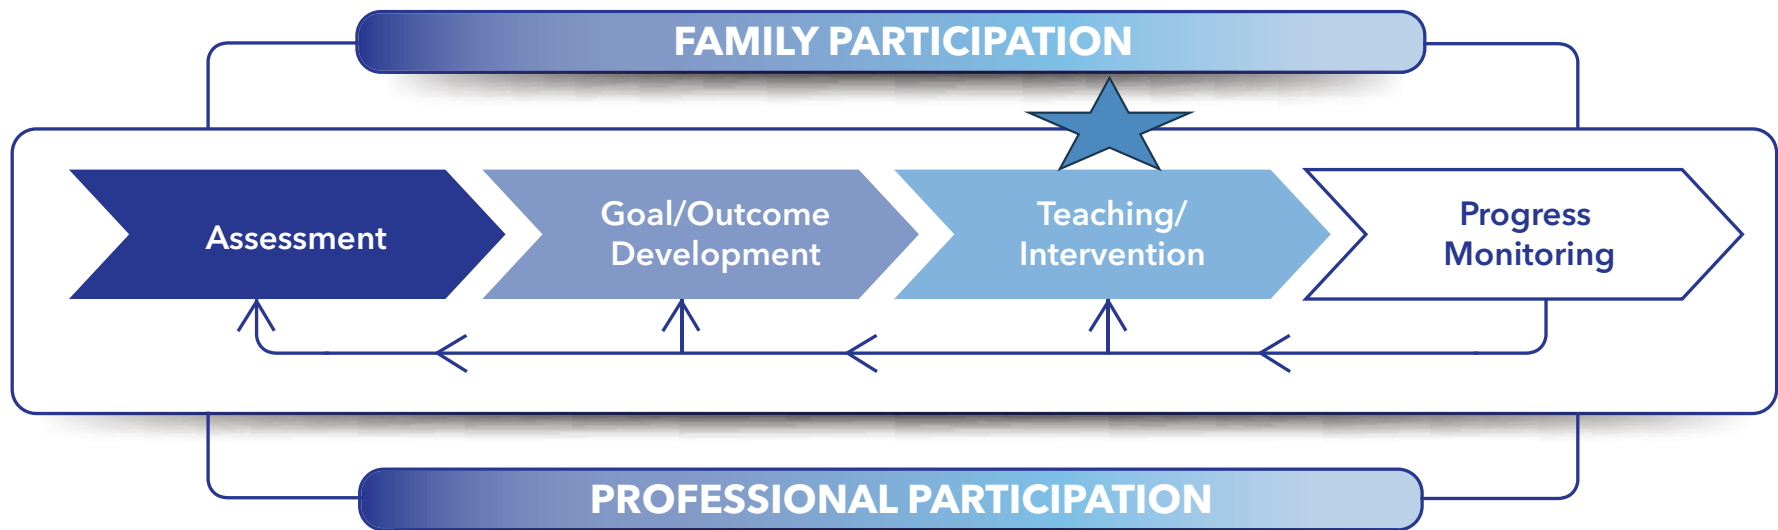 FAMILY PARTICIPATION
Assessment
Goal/Outcome
Development
Teaching/
Intervention
Progress
Monitoring
PROFESSIONAL PARTICIPATION